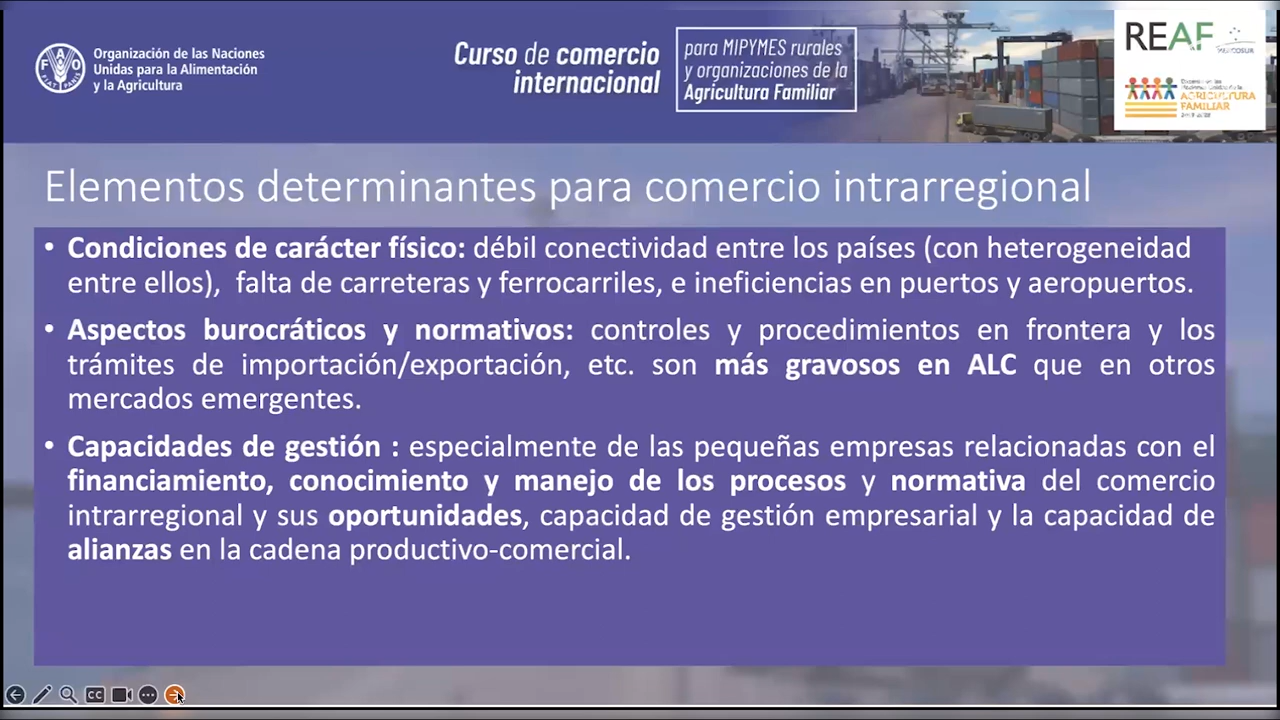 Organización de las Naciones
Unidas para la Alimentación
y la Agricultura
Curso de comercio
internacional
para MIPYMES rurales
y organizaciones de la
Agricultura Familiar
REAF
MERCOSUR
AGRICULTURA
FAMILIAR
Elementos determinantes para comercio intrarregional
• Condiciones de carácter físico: débil conectividad entre los países (con heterogeneidad
entre ellos), falta de carreteras y ferrocarriles, e ineficiencias en puertos y aeropuertos.
• Aspectos burocráticos y normativos: controles y procedimientos en frontera y los
trámites de importación/exportación, etc. son más gravosos en ALC que en otros
mercados emergentes.
• Capacidades de gestión : especialmente de las pequeñas empresas relacionadas con el
financiamiento, conocimiento y manejo de los procesos y normativa del comercio
intrarregional y sus oportunidades, capacidad de gestión empresarial y la capacidad de
alianzas en la cadena productivo-comercial.
CC